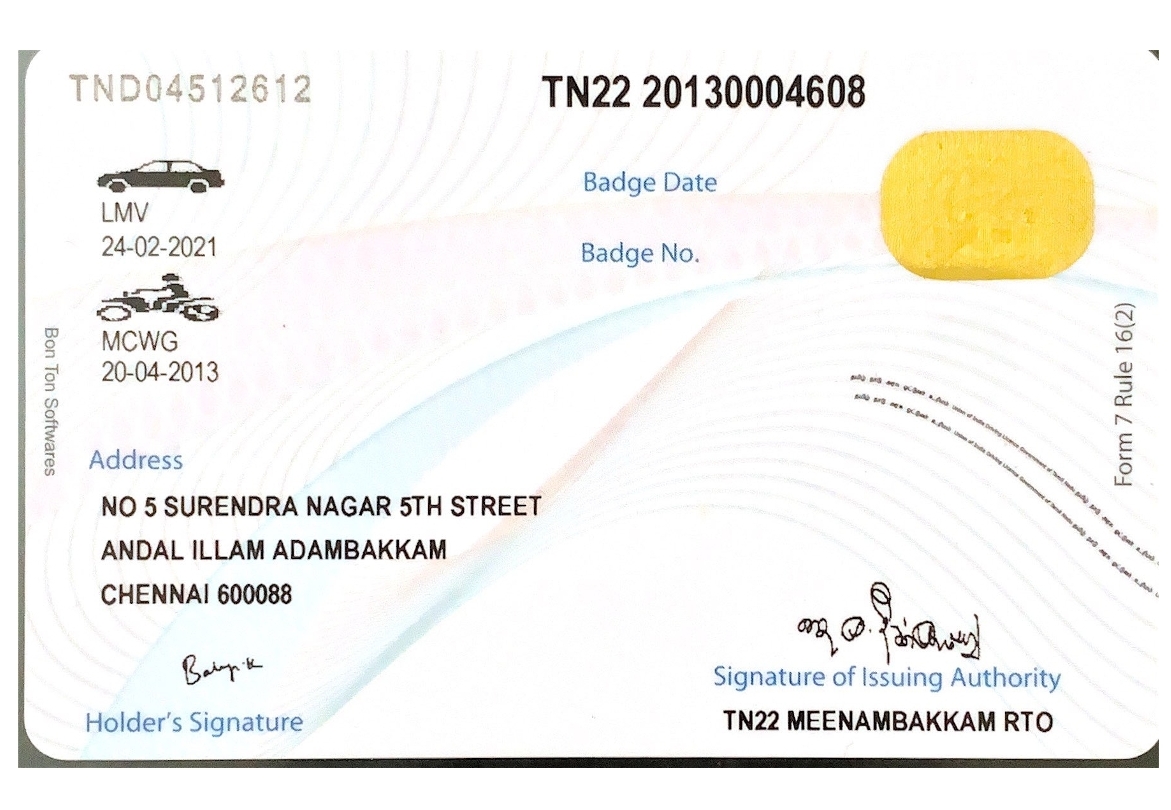 TND04512612
TN22 20130004608
LMV
24-02-2021
Badge Date
Badge No.
MCWG
20-04-2013
Bon Ton Softwares
Form 7 Rule 16(2)
Address
NO 5 SURENDRA NAGAR 5TH STREET
ANDAL ILLAM ADAMBAKKAM
CHENNAI 600088
Holder's Signature
Signature of Issuing Authority
TN22 MEENAMBAKKAM RTO